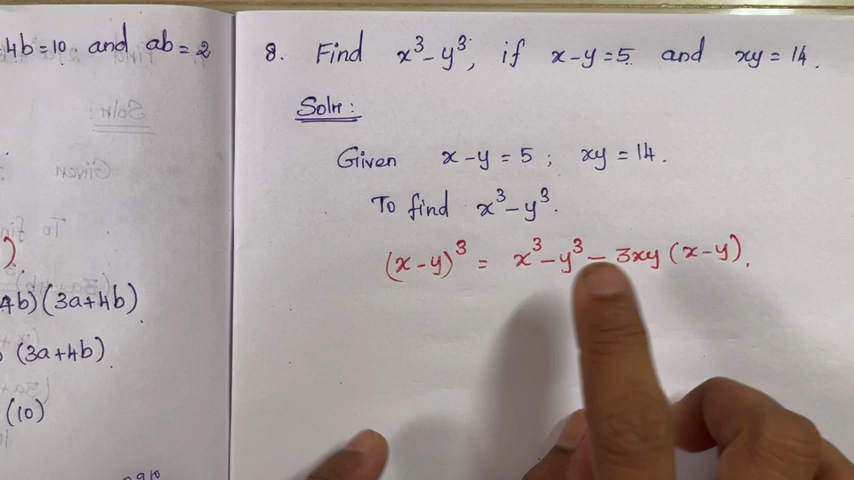 4b=10 and ab=2
)
4b)(3a+4b)
(3a+4b)
(10)
8. Find x³-y³, if x-y=5 and xy=14.
Soln:
Given x-y=5; xy=14.
To find x³-y³.
(x-y)³ = x³-y³-3xy(x-y).